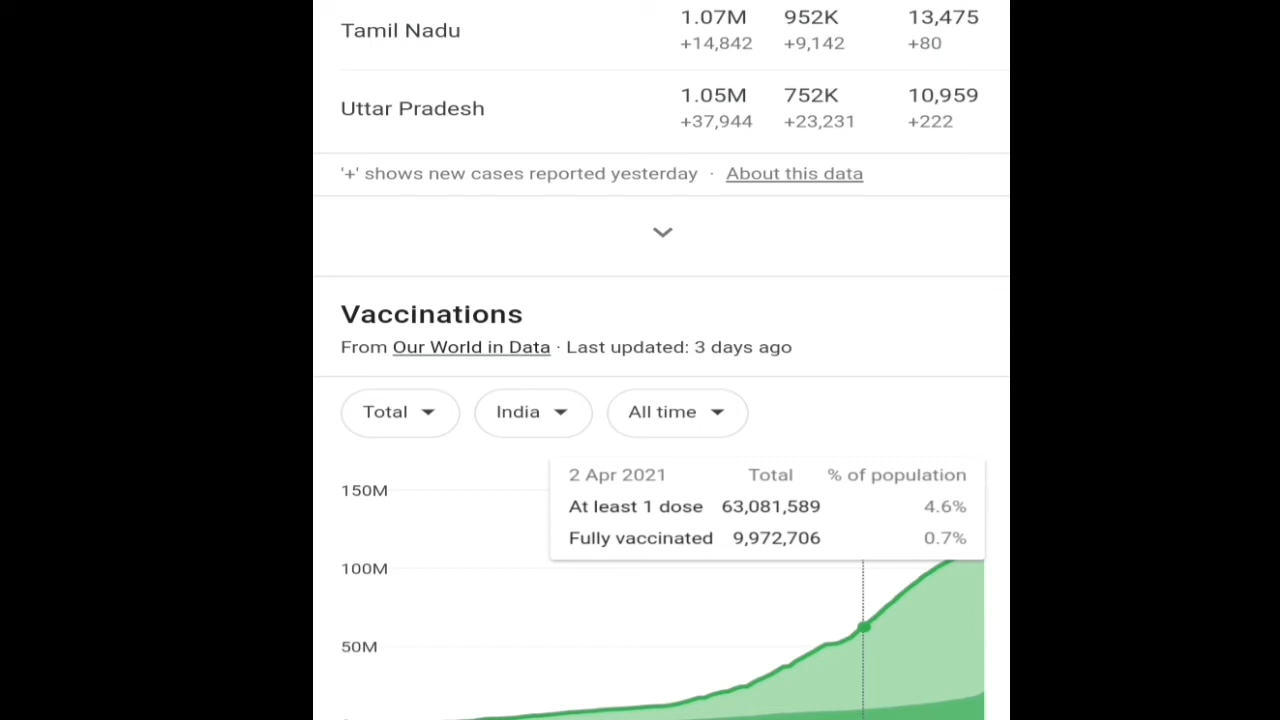 Tamil Nadu 1.07M 952K 13,475
+14,842 +9,142 +80
Uttar Pradesh 1.05M 752K 10,959
+37,944 +23,231 +222
'+' shows new cases reported yesterday · About this data
Vaccinations
From Our World in Data · Last updated: 3 days ago
Total India All time
2 Apr 2021 Total % of population
150M
At least 1 dose 63,081,589 4.6%
Fully vaccinated 9,972,706 0.7%
100M
50M